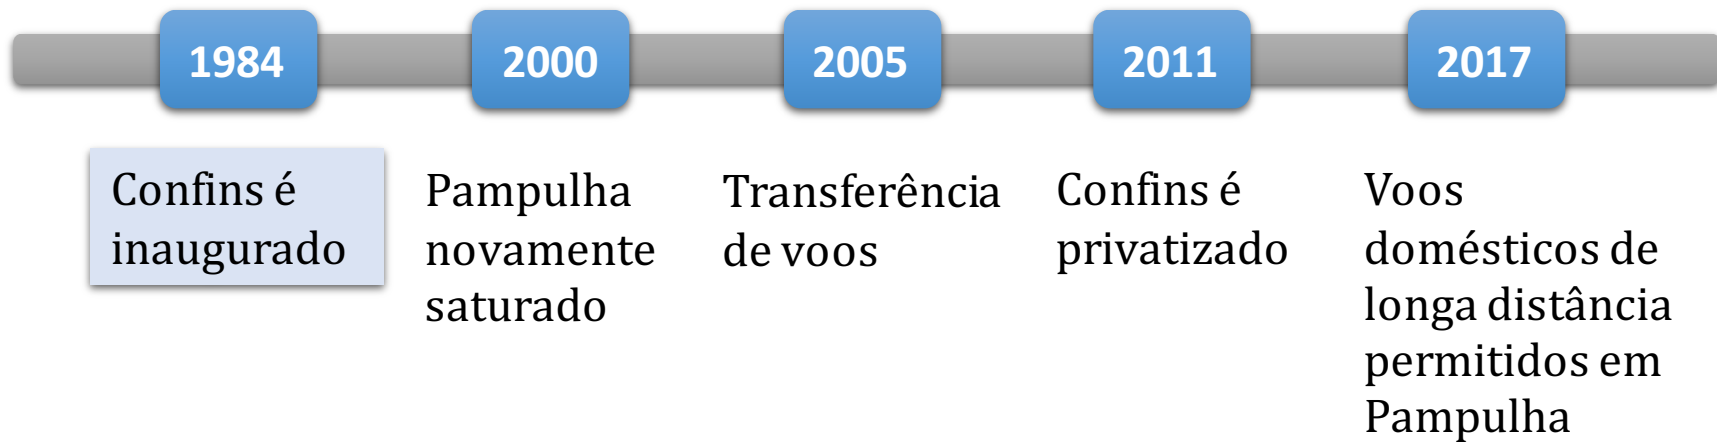 1984
2000
2005
2011
2017
Confins é
inaugurado
Pampulha
novamente
saturado
Transferência
de voos
Confins é
privatizado
Voos
domésticos de
longa distância
permitidos em
Pampulha